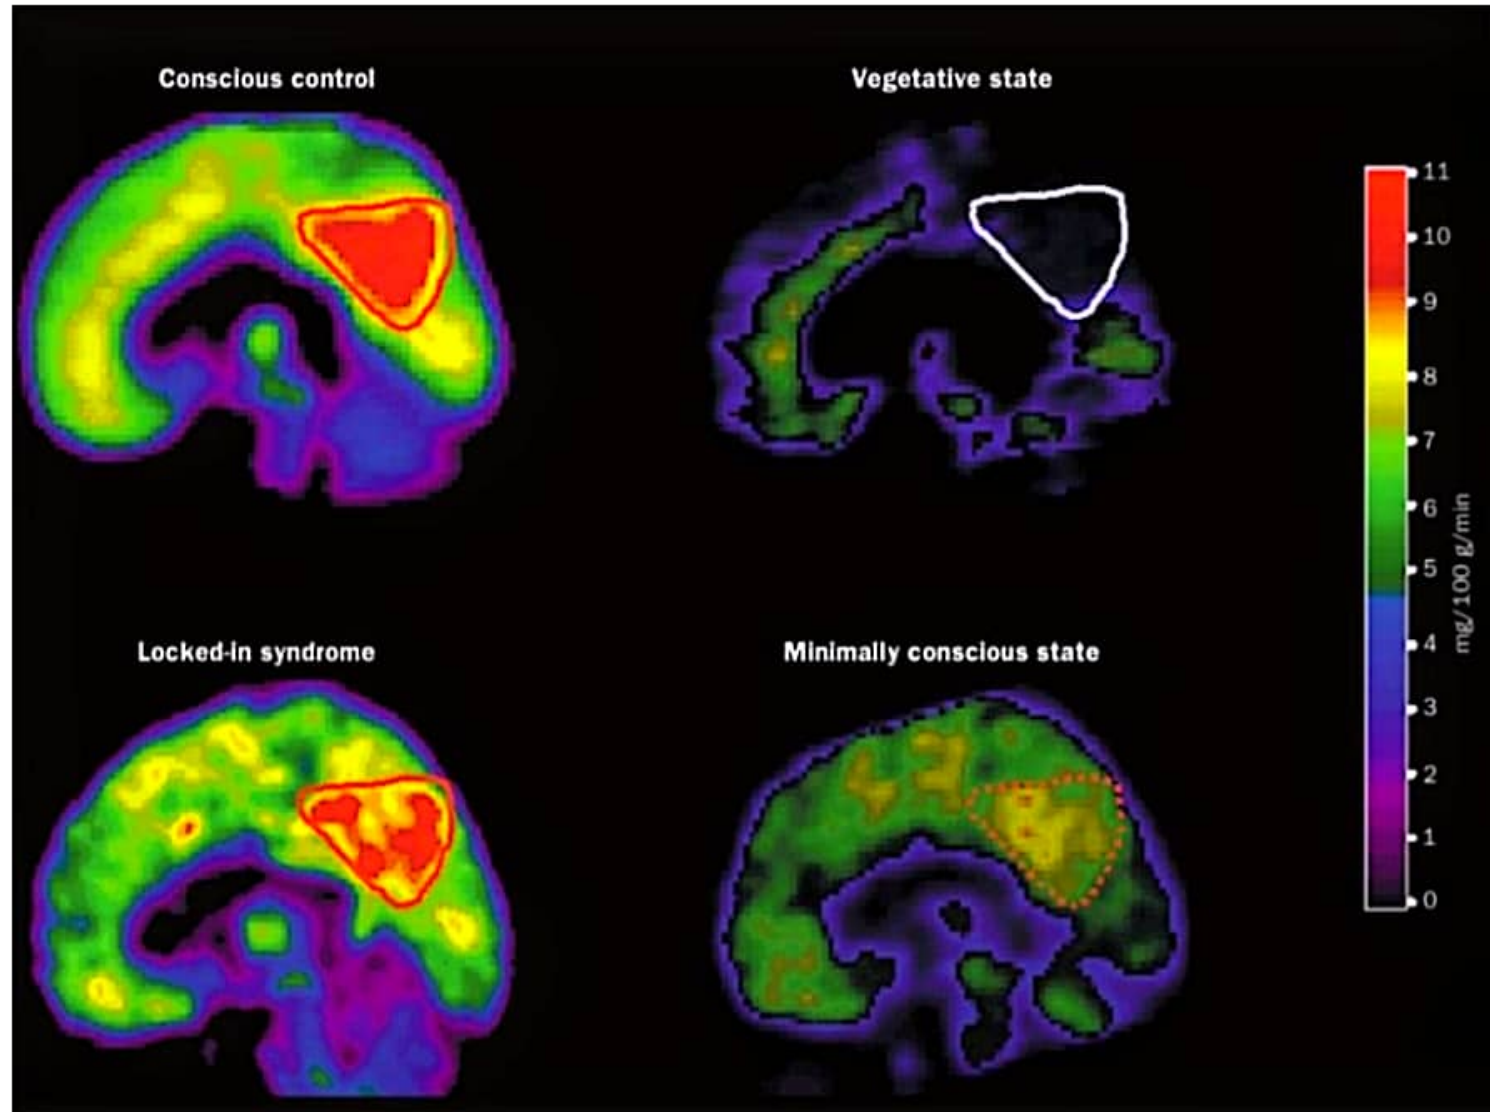 Conscious control
Vegetative state
11
10
9
8
7
6
5
4
3
2
1
0
mg/100 g/min
Locked-in syndrome
Minimally conscious state